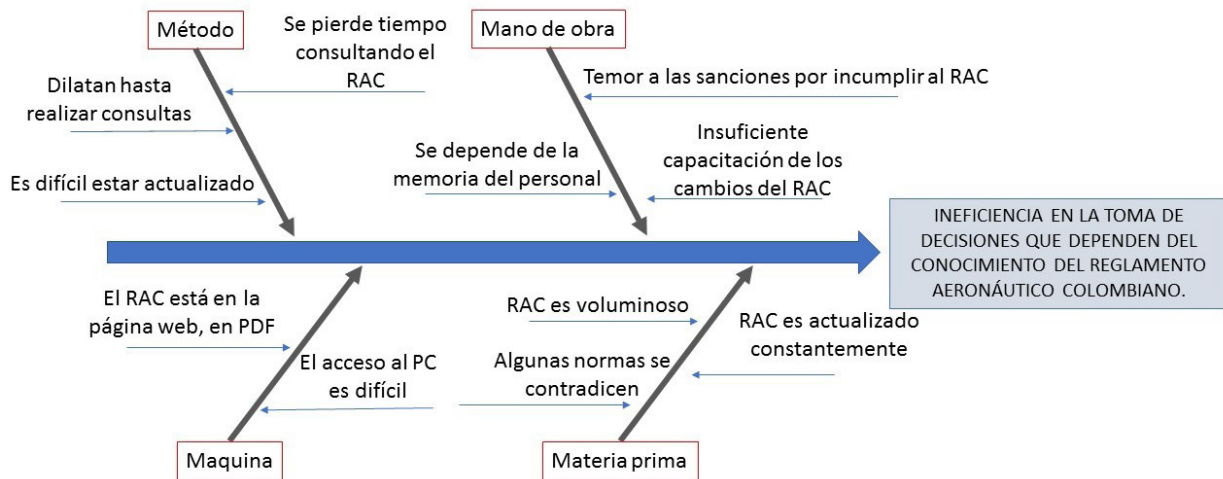 Método
Se pierde tiempo
consultando el
RAC
Dilatan hasta
realizar consultas
Es difícil estar actualizado
Mano de obra
Temor a las sanciones por incumplir al RAC
Se depende de la
memoria del personal
Insuficiente
capacitación de los
cambios del RAC
INEFICIENCIA EN LA TOMA DE
DECISIONES QUE DEPENDEN DEL
CONOCIMIENTO DEL REGLAMENTO
AERONÁUTICO COLOMBIANO.
El RAC está en la
página web, en PDF
El acceso al PC
es difícil
Maquina
RAC es voluminoso
Algunas normas se
contradicen
RAC es actualizado
constantemente
Materia prima